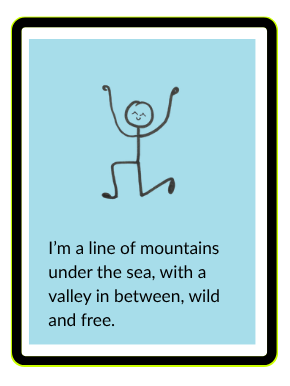 I’m a line of mountains
under the sea, with a
valley in between, wild
and free.